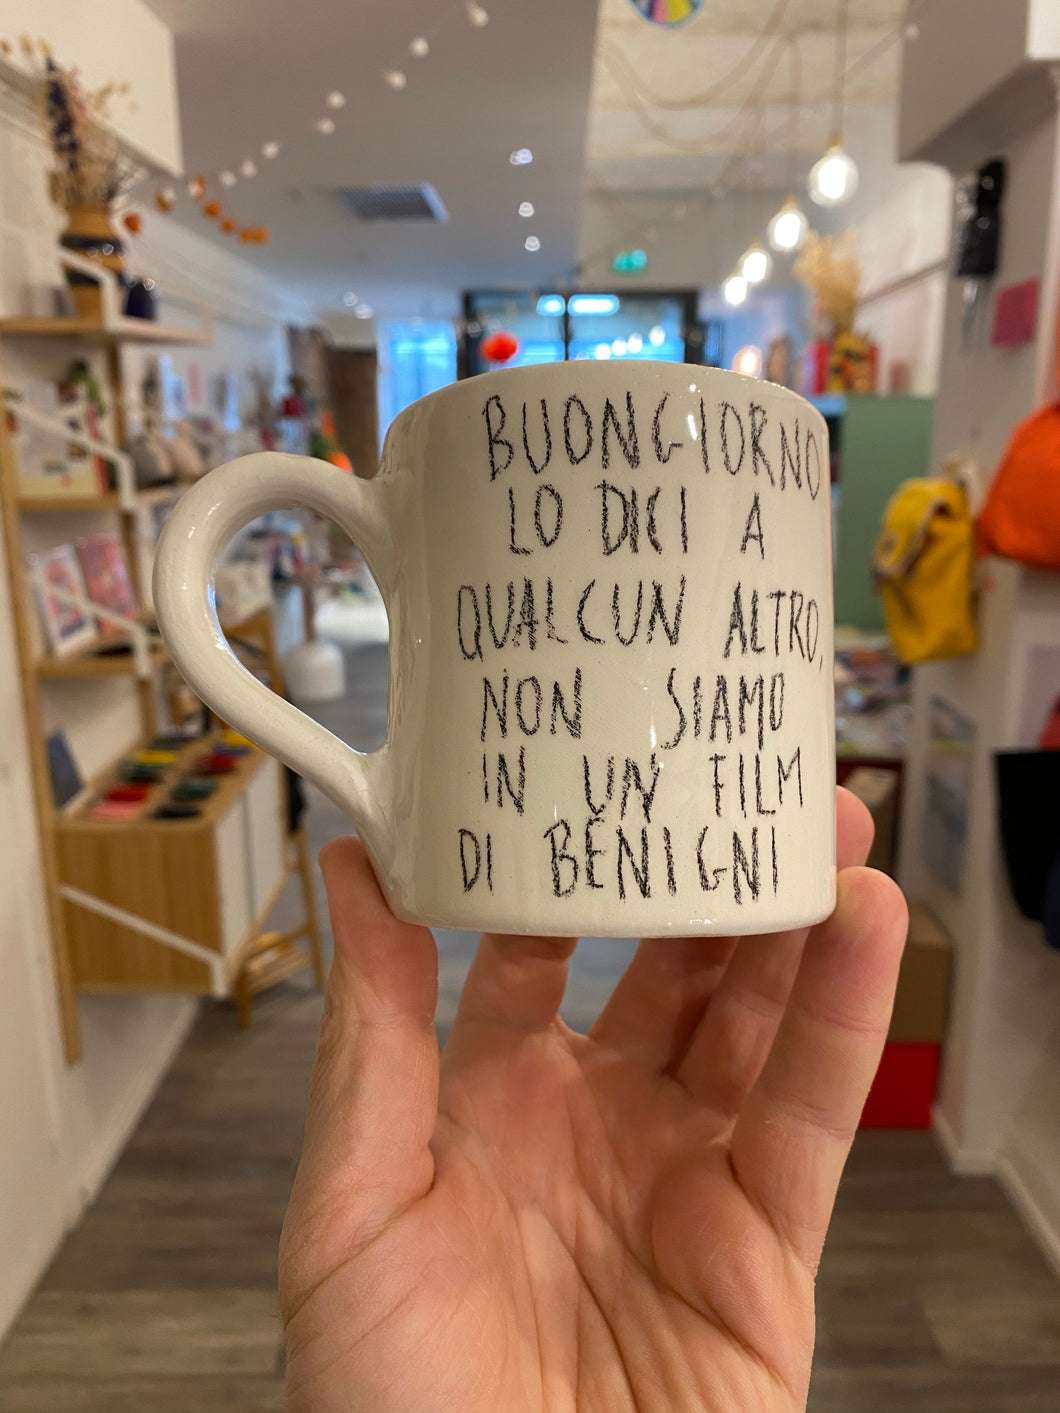 BUONGIORNO
LO DICI A
QUALCUN ALTRO,
NON SIAMO
IN UN FILM
DI BENIGNI